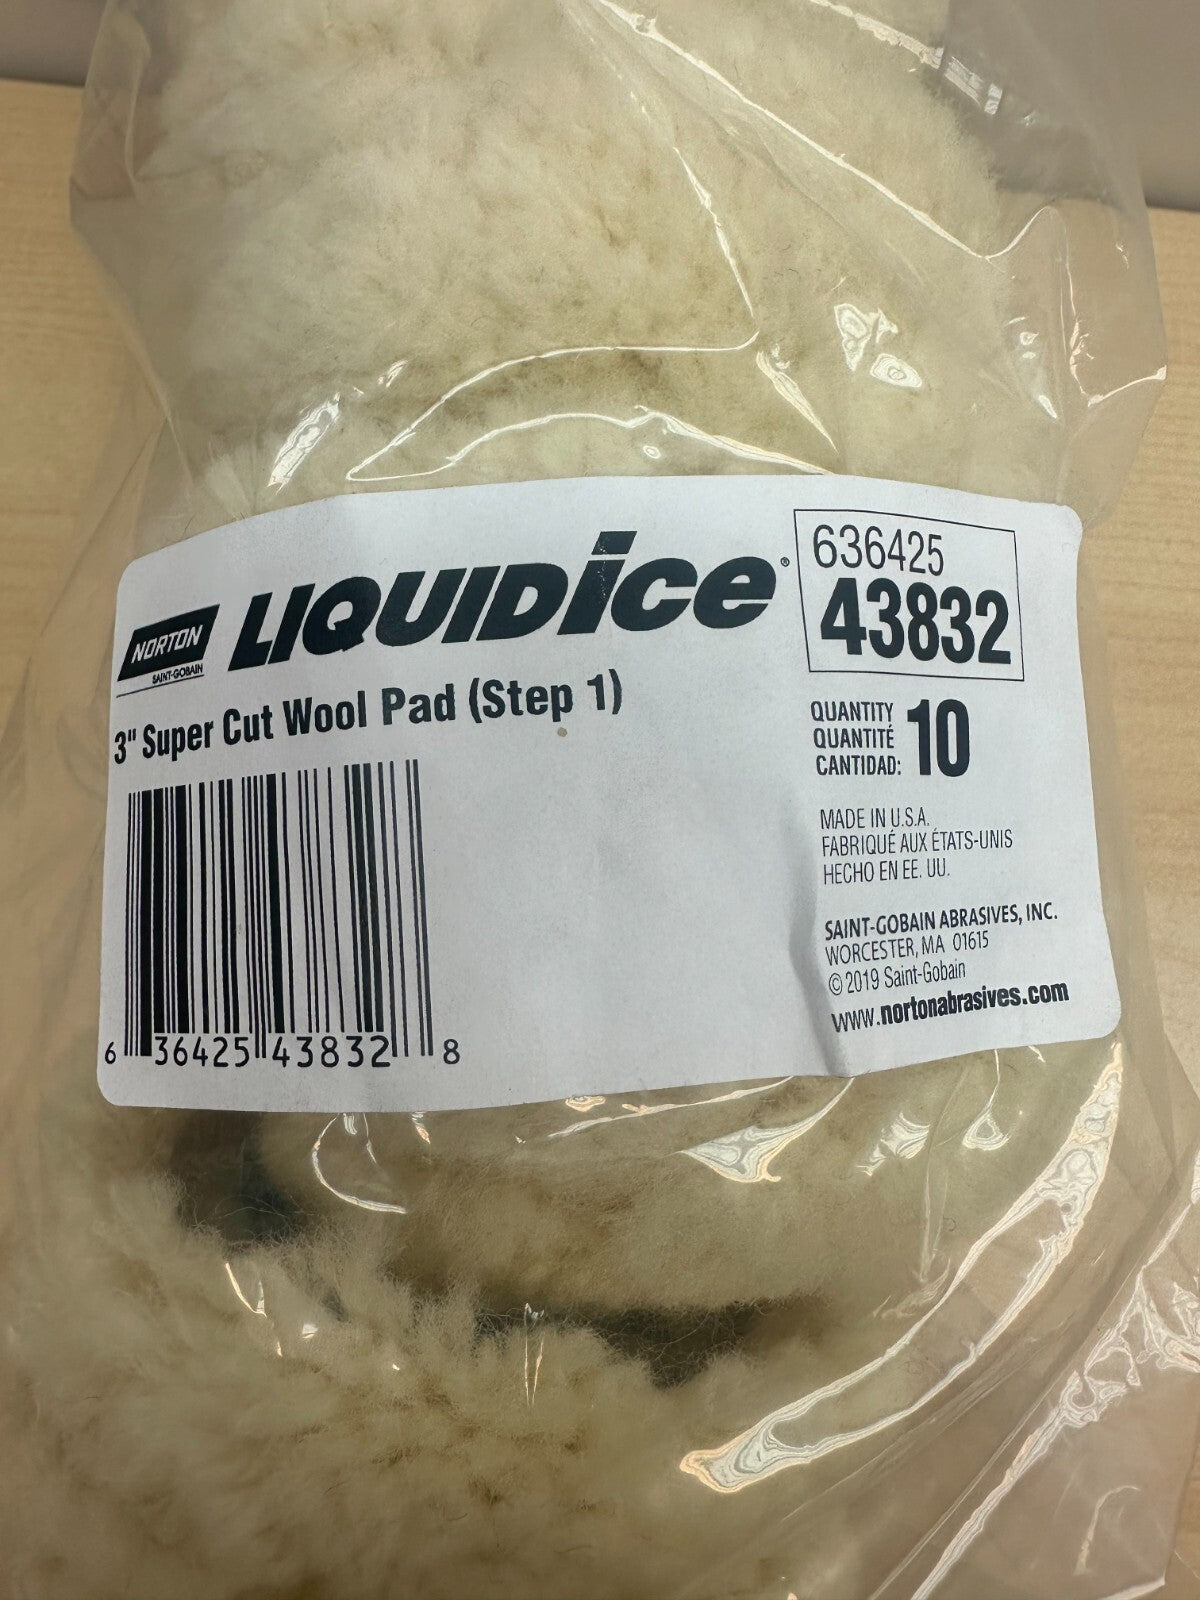 NORTON
SAINT-GOBAIN
LIQUIDiCe®
3" Super Cut Wool Pad (Step 1)
6 36425 43832 8
636425
43832
QUANTITY
QUANTITÉ
CANTIDAD:
10
MADE IN U.S.A.
FABRIQUÉ AUX ÉTATS-UNIS
HECHO EN EE. UU.
SAINT-GOBAIN ABRASIVES, INC.
WORCESTER, MA 01615
© 2019 Saint-Gobain
www.nortonabrasives.com